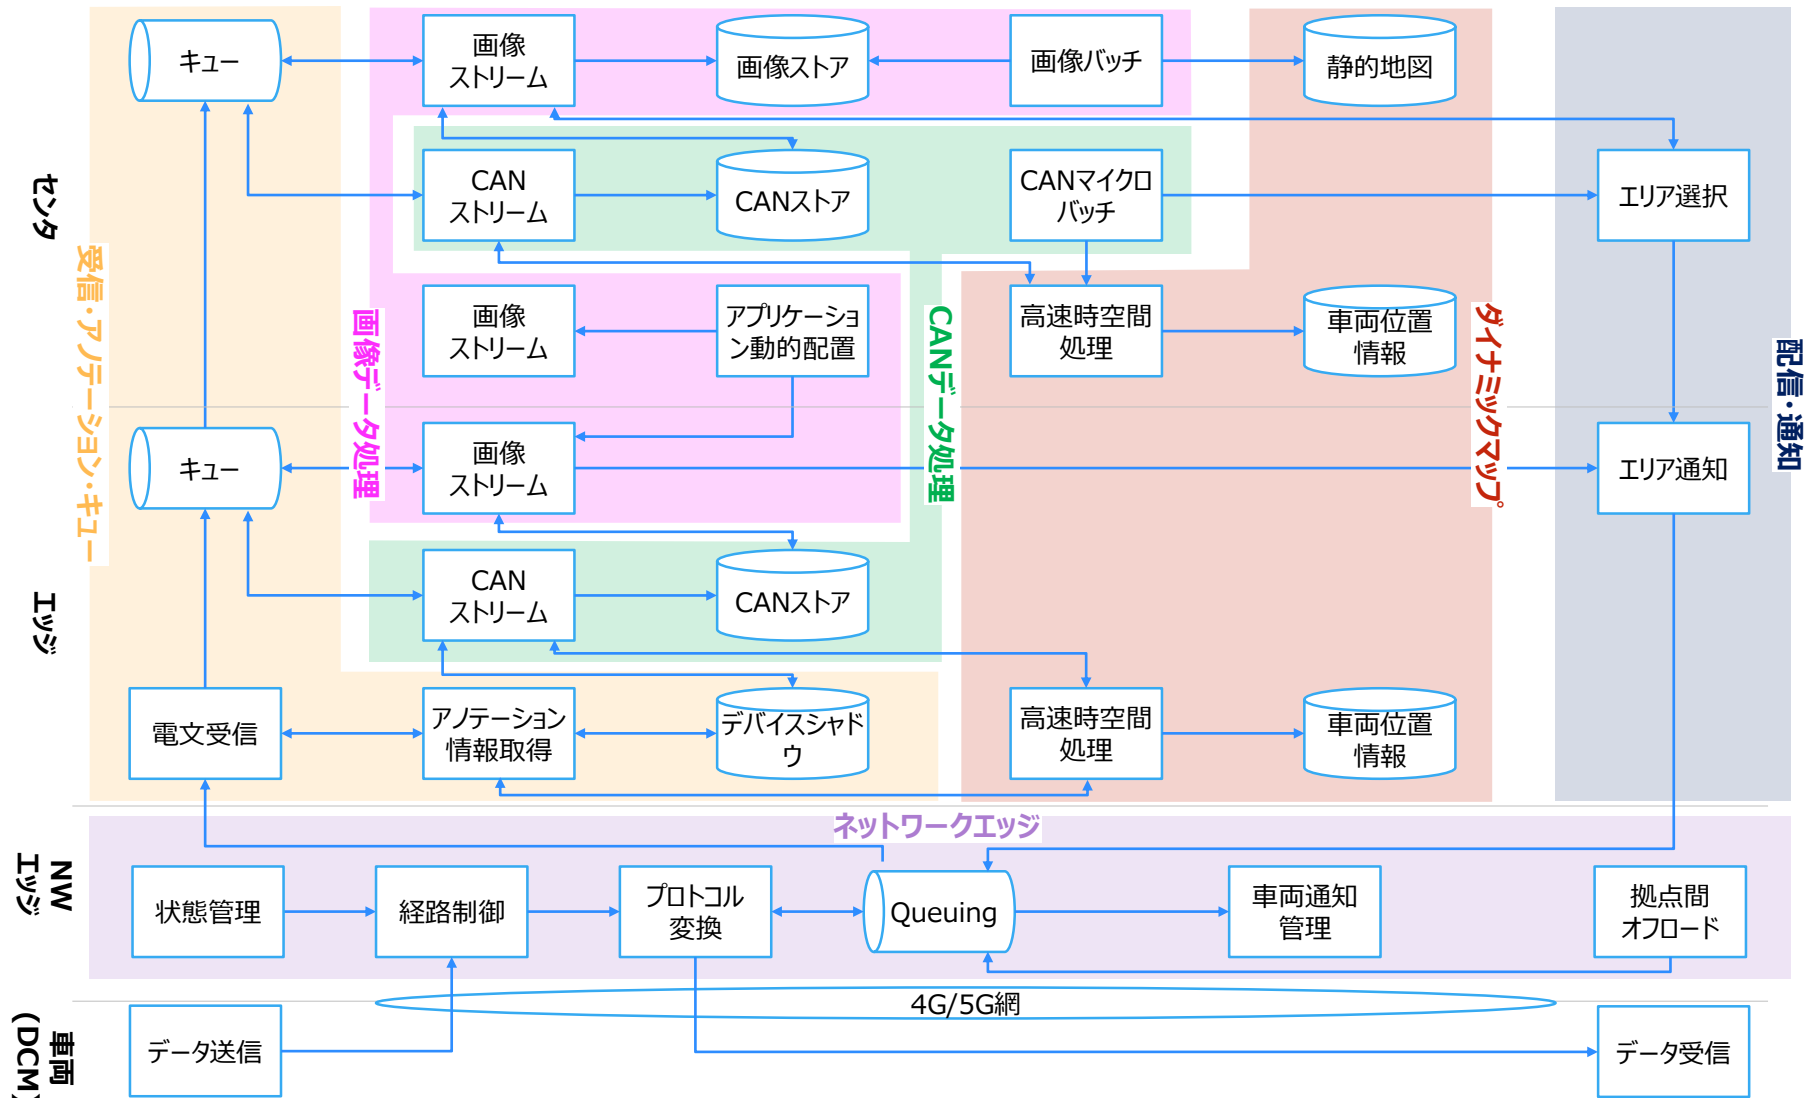 キュー
画像
ストリーム
画像ストア
画像バッチ
静的地図
センタ
CAN
ストリーム
CANストア
CANマイクロ
バッチ
エリア選択
受信・アノテーション・キュー
画像データ処理
画像
ストリーム
アプリケーショ
ン動的配置
CANデータ処理
高速時空間
処理
車両位置
情報
ダイナミックマップ
配信・通知
キュー
画像
ストリーム
エリア通知
エッジ
CAN
ストリーム
CANストア
電文受信
アノテーション
情報取得
デバイスシャド
ウ
高速時空間
処理
車両位置
情報
ネットワークエッジ
NW
エッジ
状態管理
経路制御
プロトコル
変換
Queuing
車両通知
管理
拠点間
オフロード
4G/5G網
車両
(DCM)
データ送信
データ受信